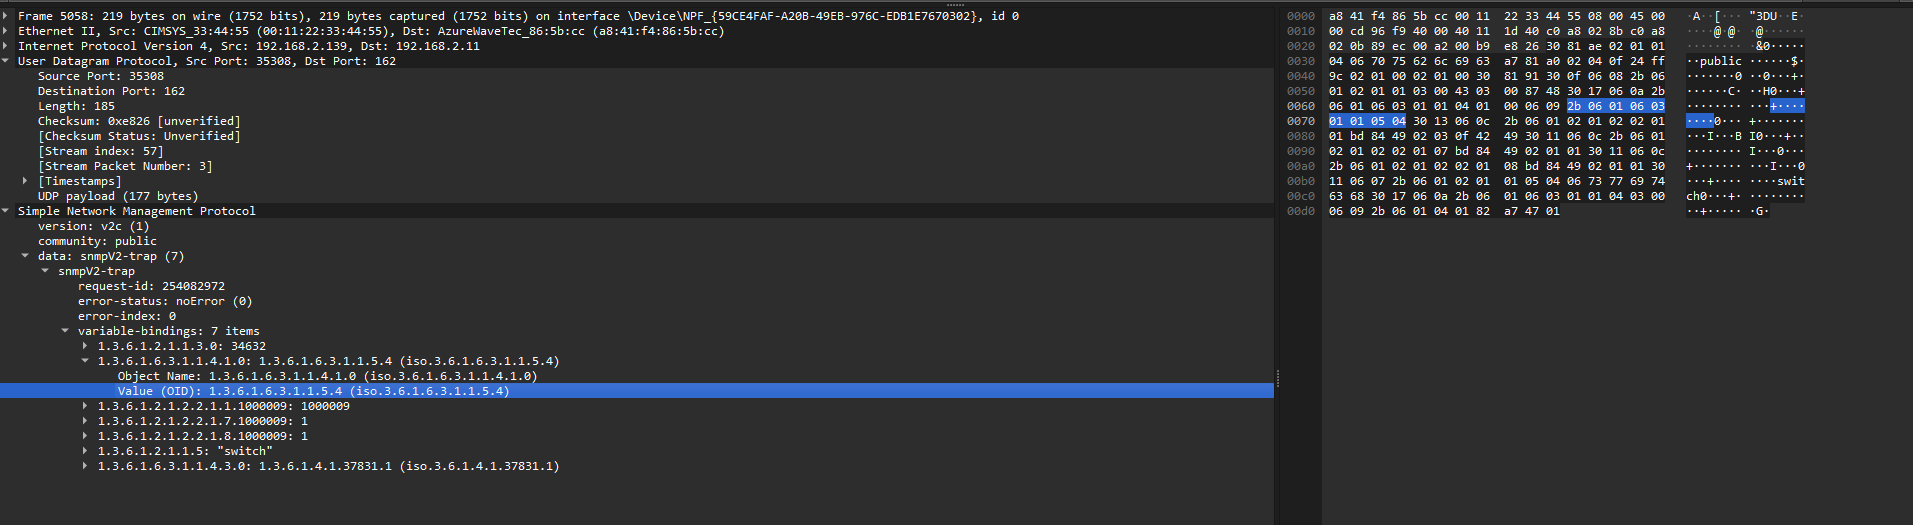 Frame 5058: 219 bytes on wire (1752 bits), 219 bytes captured (1752 bits) on interface \Device\NPF_{59CE4FAF-A20B-49EB-976C-EDB1E7670302}, id 0
Ethernet II, Src: CIMSYS_33:44:55 (00:11:22:33:44:55), Dst: AzureWaveTec_86:5b:cc (a8:41:f4:86:5b:cc)
Internet Protocol Version 4, Src: 192.168.2.139, Dst: 192.168.2.11
User Datagram Protocol, Src Port: 35308, Dst Port: 162
Source Port: 35308
Destination Port: 162
Length: 185
Checksum: 0xe826 [unverified]
[Checksum Status: Unverified]
[Stream index: 57]
[Stream Packet Number: 3]
[Timestamps]
UDP payload (177 bytes)
Simple Network Management Protocol
version: v2c (1)
community: public
data: snmpV2-trap (7)
snmpV2-trap
request-id: 254082972
error-status: noError (0)
error-index: 0
variable-bindings: 7 items
1.3.6.1.2.1.1.3.0: 34632
1.3.6.1.6.3.1.1.4.1.0: 1.3.6.1.6.3.1.1.5.4 (iso.3.6.1.6.3.1.1.5.4)
Object Name: 1.3.6.1.6.3.1.1.4.1.0 (iso.3.6.1.6.3.1.1.4.1.0)
Value (OID): 1.3.6.1.6.3.1.1.5.4 (iso.3.6.1.6.3.1.1.5.4)
1.3.6.1.2.1.2.2.1.1.1000009: 1000009
1.3.6.1.2.1.2.2.1.7.1000009: 1
1.3.6.1.2.1.2.2.1.8.1000009: 1
1.3.6.1.2.1.1.5: "switch"
1.3.6.1.6.3.1.1.4.3.0: 1.3.6.1.4.1.37831.1 (iso.3.6.1.4.1.37831.1)
0000 a8 41 f4 86 5b cc 00 11 22 33 44 55 08 00 45 00 ·A··[··· "3DU··E·
0010 00 cd 96 f9 40 00 40 11 1d 40 c0 a8 02 8b c0 a8 ····@·@· ·@······
0020 02 0b 89 ec 00 a2 00 b9 e8 26 30 81 ae 02 01 01 ········ ·&0·····
0030 04 06 70 75 62 6c 69 63 a7 81 a0 02 04 0f 24 ff ··public ······$·
0040 9c 02 01 00 02 01 00 30 81 91 30 0f 06 08 2b 06 ·······0 ··0···+·
0050 01 02 01 01 03 00 43 03 00 87 48 30 17 06 0a 2b ······C· ··H0···+
0060 06 01 06 03 01 01 04 01 00 06 09 2b 06 01 06 03 ········ ···+····
0070 01 01 05 04 30 13 06 0c 2b 06 01 02 01 02 02 01 ····0··· +·······
0080 01 bd 84 49 02 03 0f 42 49 30 11 06 0c 2b 06 01 ···I···B I0···+··
0090 02 01 02 02 01 07 bd 84 49 02 01 01 30 11 06 0c ········ I···0···
00a0 2b 06 01 02 01 02 02 01 08 bd 84 49 02 01 01 30 +······· ···I···0
00b0 11 06 07 2b 06 01 02 01 01 05 04 06 73 77 69 74 ···+···· ····swit
00c0 63 68 30 17 06 0a 2b 06 01 06 03 01 01 04 03 00 ch0···+· ········
00d0 06 09 2b 06 01 04 01 82 a7 47 01 ··+····· ·G·